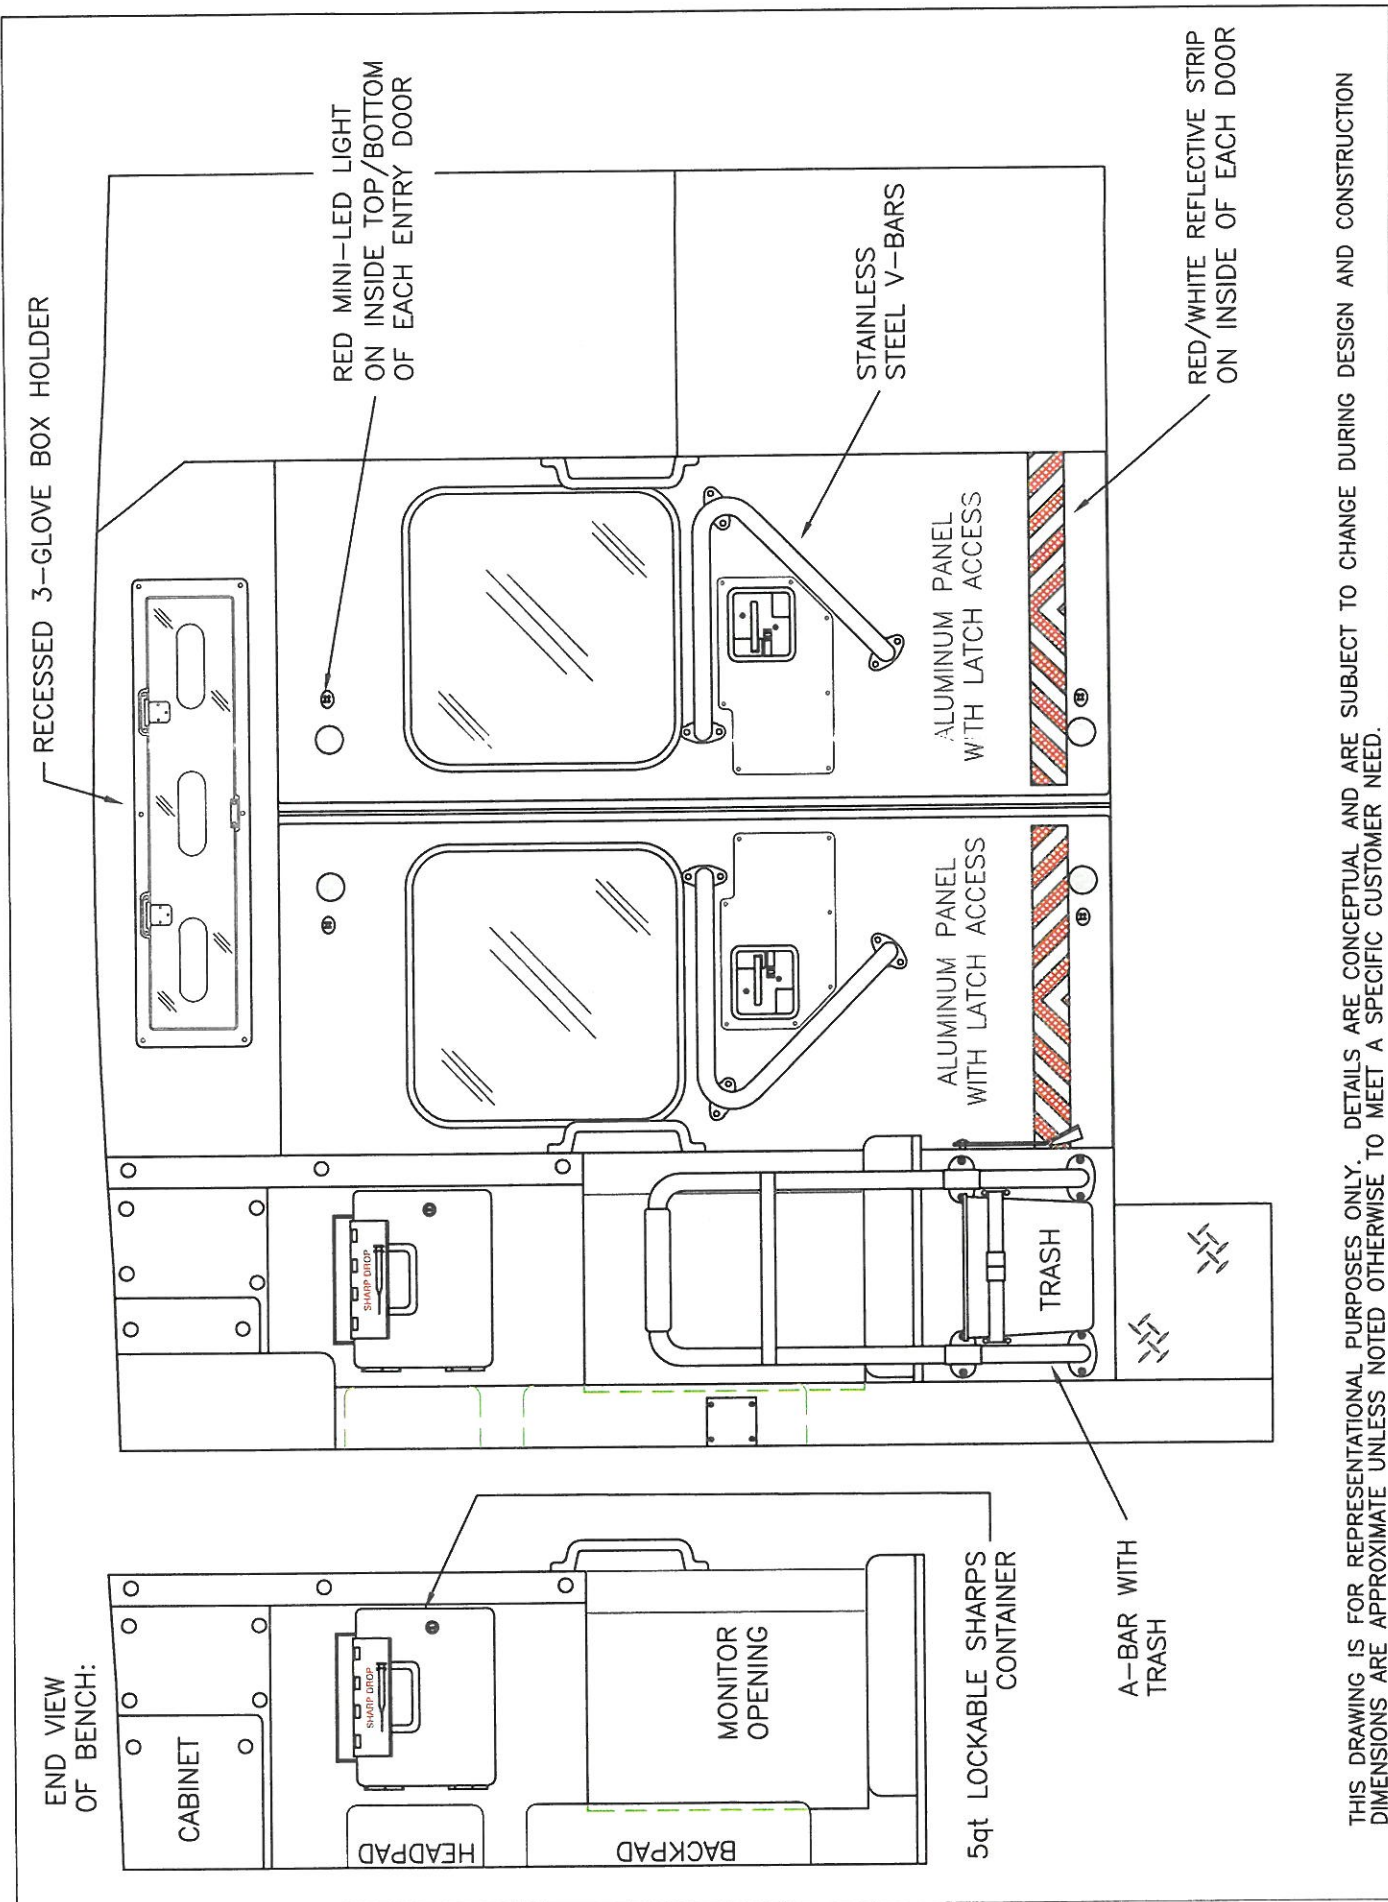 RECESSED 3-GLOVE BOX HOLDER
RED MINI-LED LIGHT
ON INSIDE TOP/BOTTOM
OF EACH ENTRY DOOR
END VIEW
OF BENCH:
CABINET
HEADPAD
BACKPAD
SHARP DROP
MONITOR
OPENING
5qt LOCKABLE SHARPS
CONTAINER
SHARP DROP
TRASH
A-BAR WITH
TRASH
ALUMINUM PANEL
WITH LATCH ACCESS
ALUMINUM PANEL
WITH LATCH ACCESS
STAINLESS
STEEL V-BARS
RED/WHITE REFLECTIVE STRIP
ON INSIDE OF EACH DOOR
THIS DRAWING IS FOR REPRESENTATIONAL PURPOSES ONLY. DETAILS ARE CONCEPTUAL AND ARE SUBJECT TO CHANGE DURING DESIGN AND CONSTRUCTION
DIMENSIONS ARE APPROXIMATE UNLESS NOTED OTHERWISE TO MEET A SPECIFIC CUSTOMER NEED.